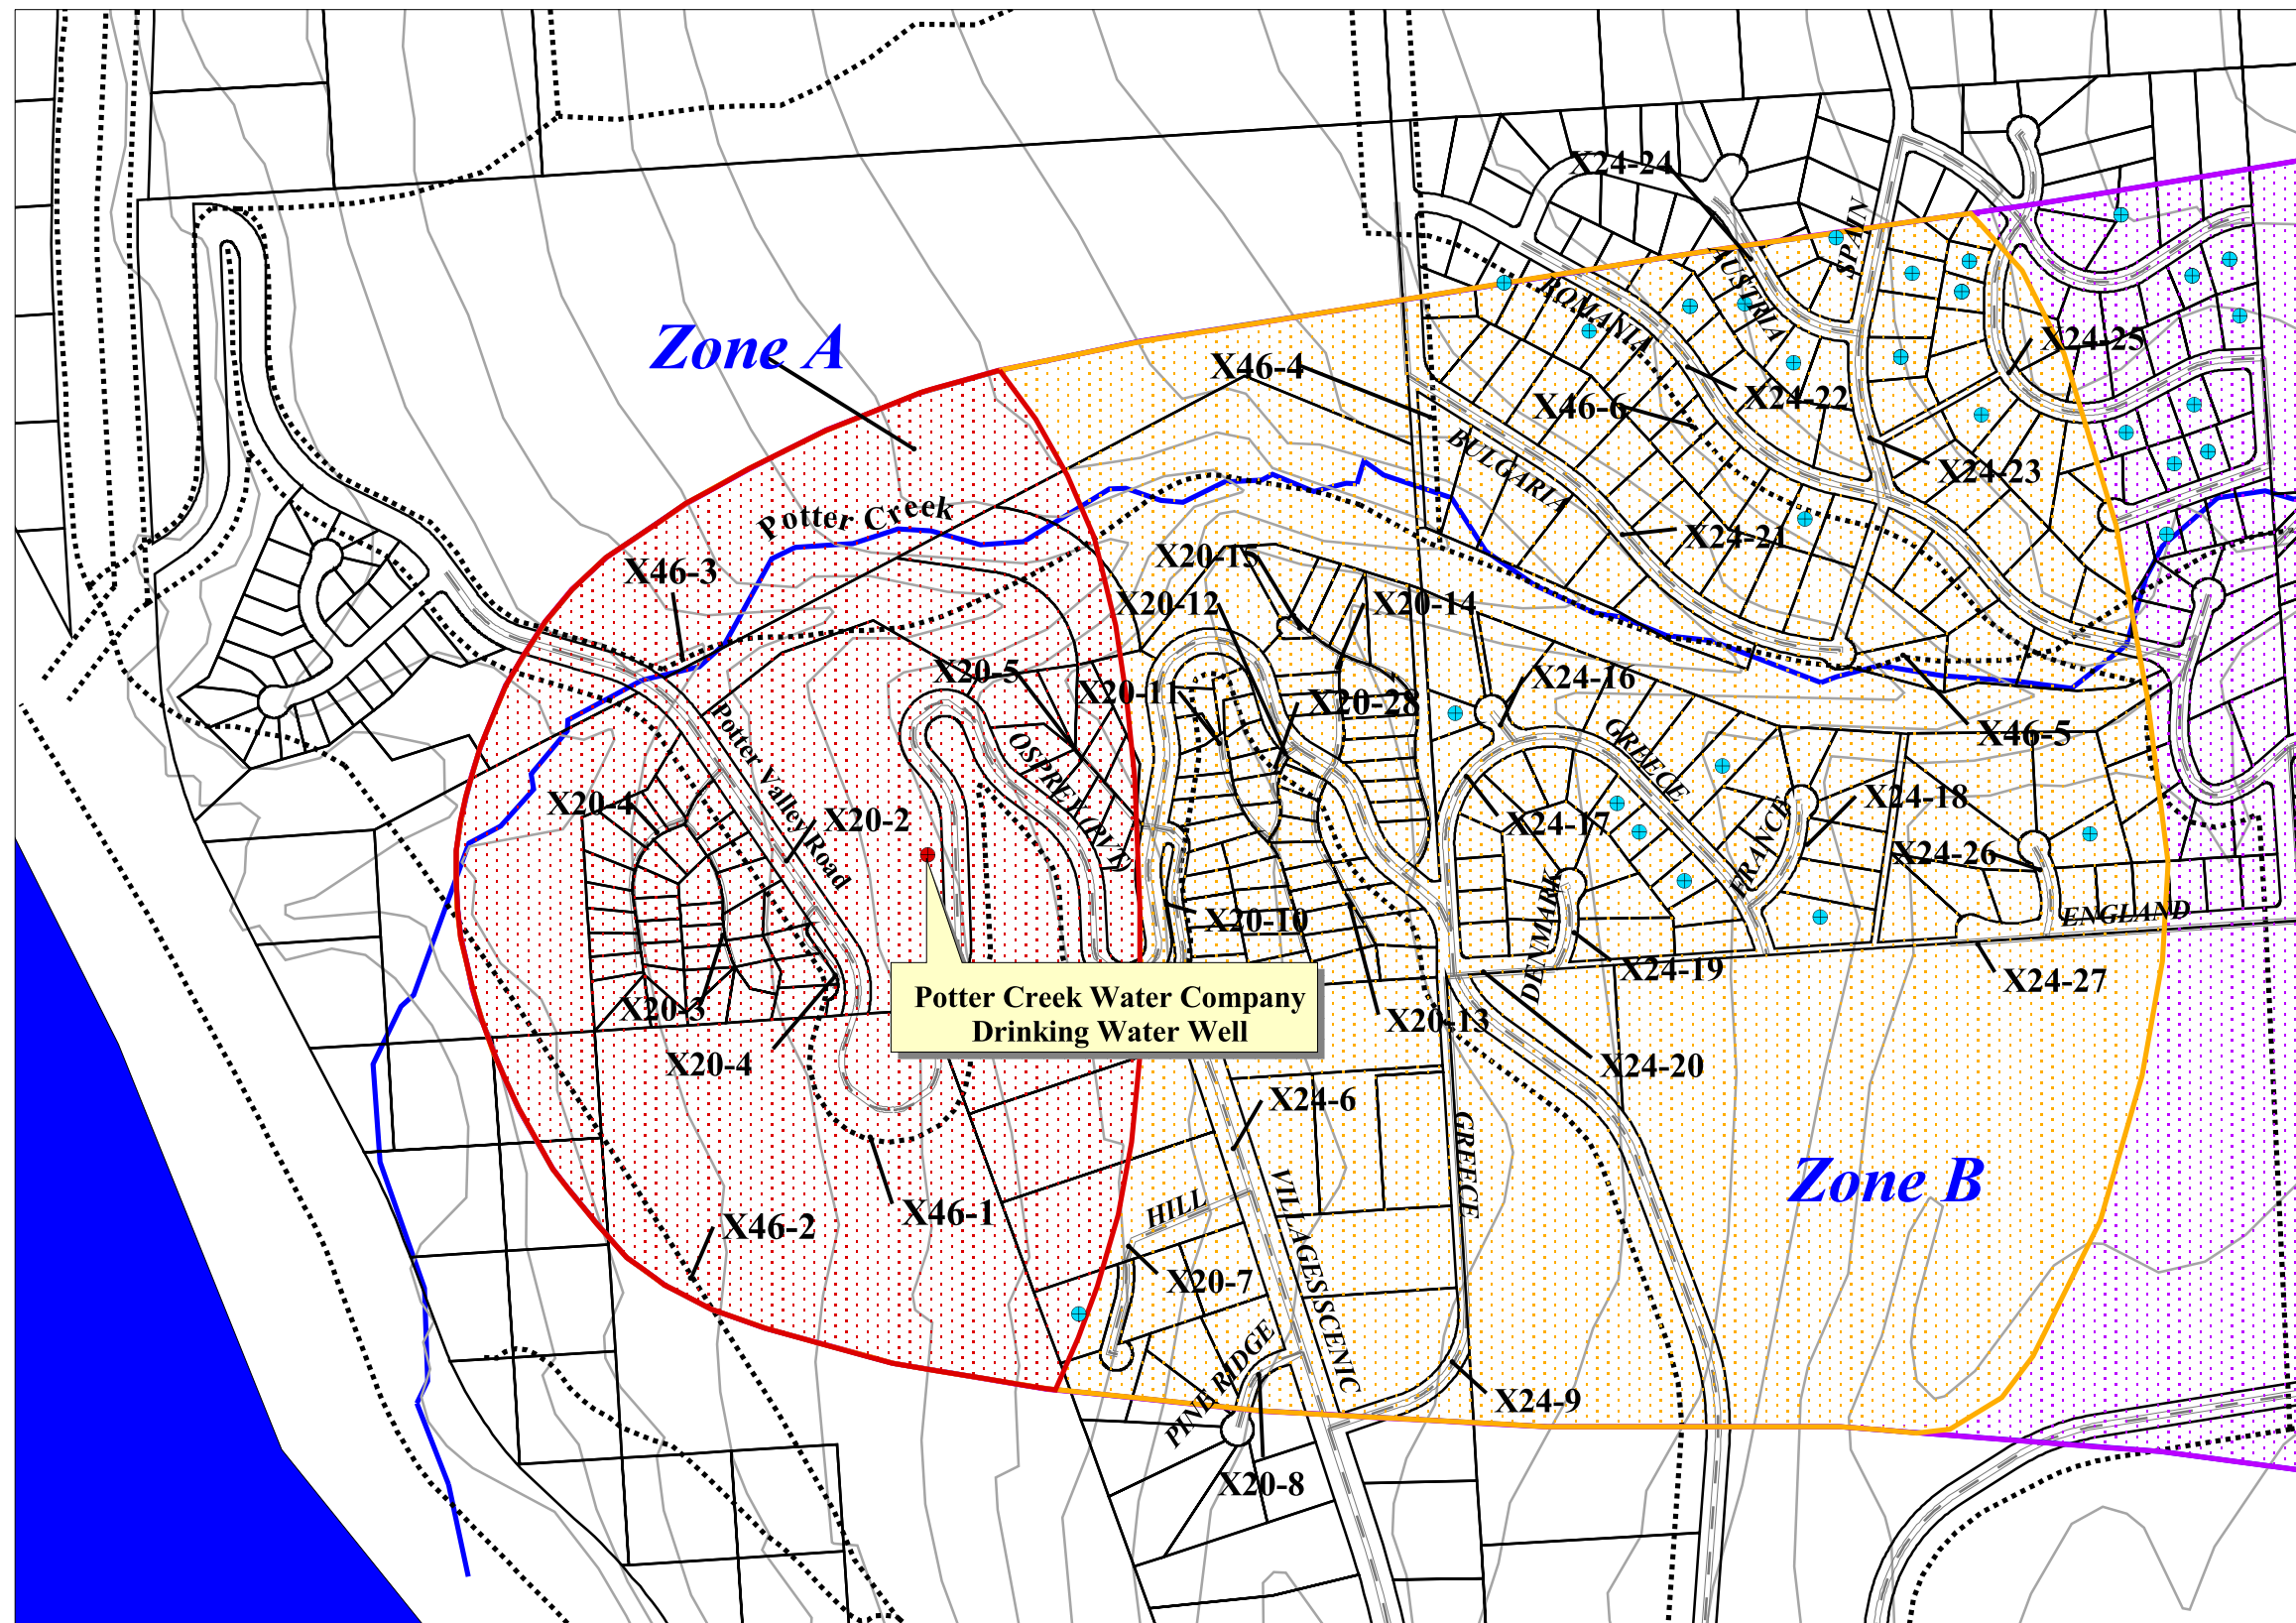 X24-24
SPAIN
AUSTRIA
ROMANIA
Zone A
X24-25
X46-4
X24-22
X46-6
BULGARIA
X24-23
Potter Creek
X24-21
X46-3
X20-15
X20-12
X20-14
X20-5
X20-11
X24-16
X20-28
GREECE
X46-5
Potter Valley Road
OSPREY (PVK)
X20-4
X20-2
X24-18
X24-17
FRANCE
X24-26
DENMARK
X20-10
ENGLAND
X24-19
X24-27
X20-3
Potter Creek Water Company
Drinking Water Well
X20-13
X20-4
X24-20
X24-6
GREECE
Zone B
HILL
X46-1
X46-2
VILLAGES SCENIC
X20-7
PINE RIDGE
X24-9
X20-8